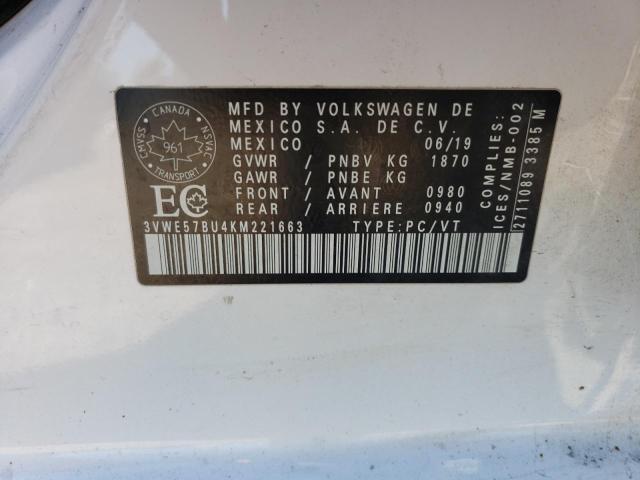 CANADA
CMVSS
NSVAC
961
TRANSPORT
EC
MFD BY VOLKSWAGEN DE
MEXICO S.A. DE C.V.
MEXICO 06/19
GVWR / PNBV KG 1870
GAWR / PNBE KG
FRONT / AVANT 0980
REAR / ARRIERE 0940
3VWE57BU4KM221663 TYPE:PC/VT
COMPLIES:
ICES/NMB-002
2711089 3385 M